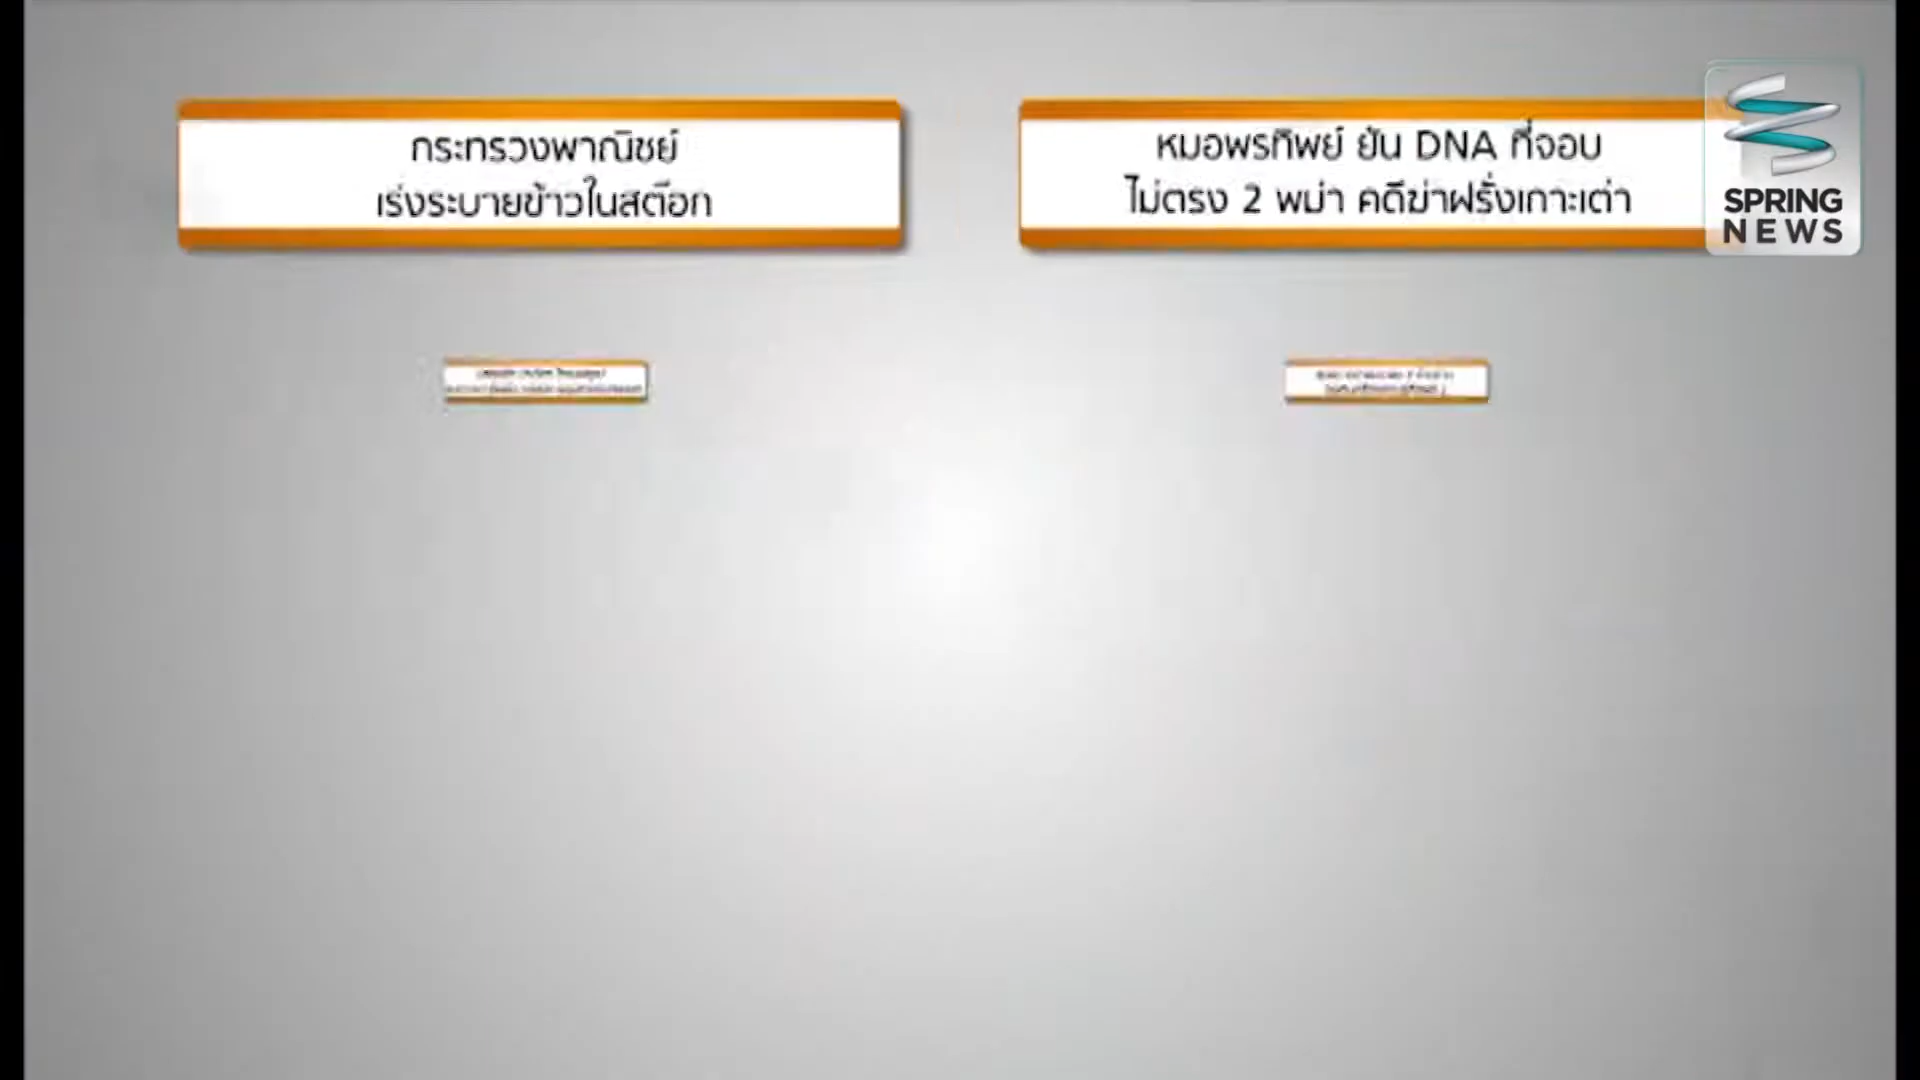 กระทรวงพาณิชย์
เร่งระบายข้าวในสต๊อก
หมอพรทิพย์ ยัน DNA ที่จอบ
ไม่ตรง 2 พม่า คดีฆ่าฝรั่งเกาะเต่า
SPRING
NEWS